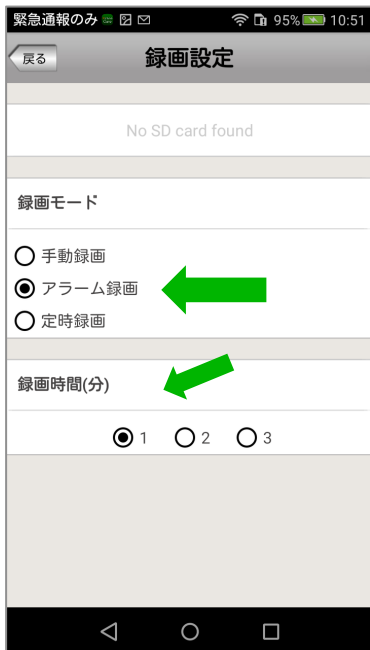 緊急通報のみ 95% 10:51
戻る 録画設定
No SD card found
録画モード
手動録画
アラーム録画
定時録画
録画時間(分)
1 2 3